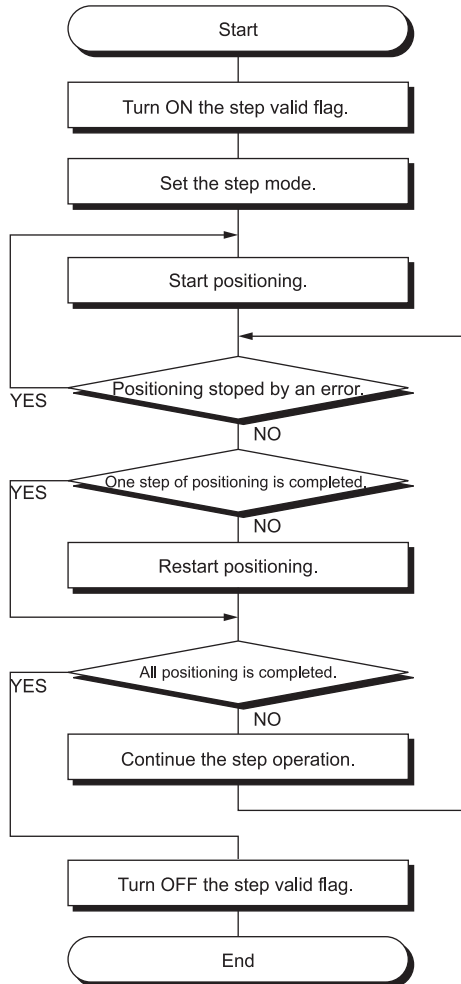 Start
Turn ON the step valid flag.
Set the step mode.
Start positioning.
Positioning stoped by an error.
YES
NO
One step of positioning is completed.
YES
NO
Restart positioning.
All positioning is completed.
YES
NO
Continue the step operation.
Turn OFF the step valid flag.
End